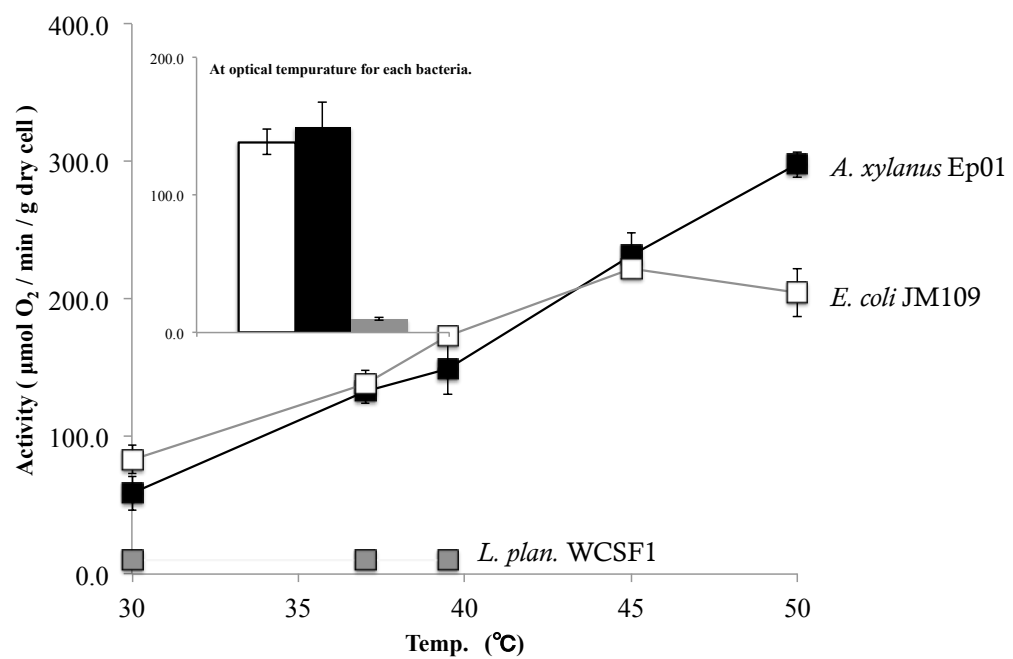 400.0
300.0
200.0
100.0
0.0
Activity ( μmol O₂ / min / g dry cell )
200.0
100.0
0.0
At optical tempurature for each bacteria.
A. xylanus Ep01
E. coli JM109
L. plan. WCSF1
30 35 40 45 50
Temp. (℃)